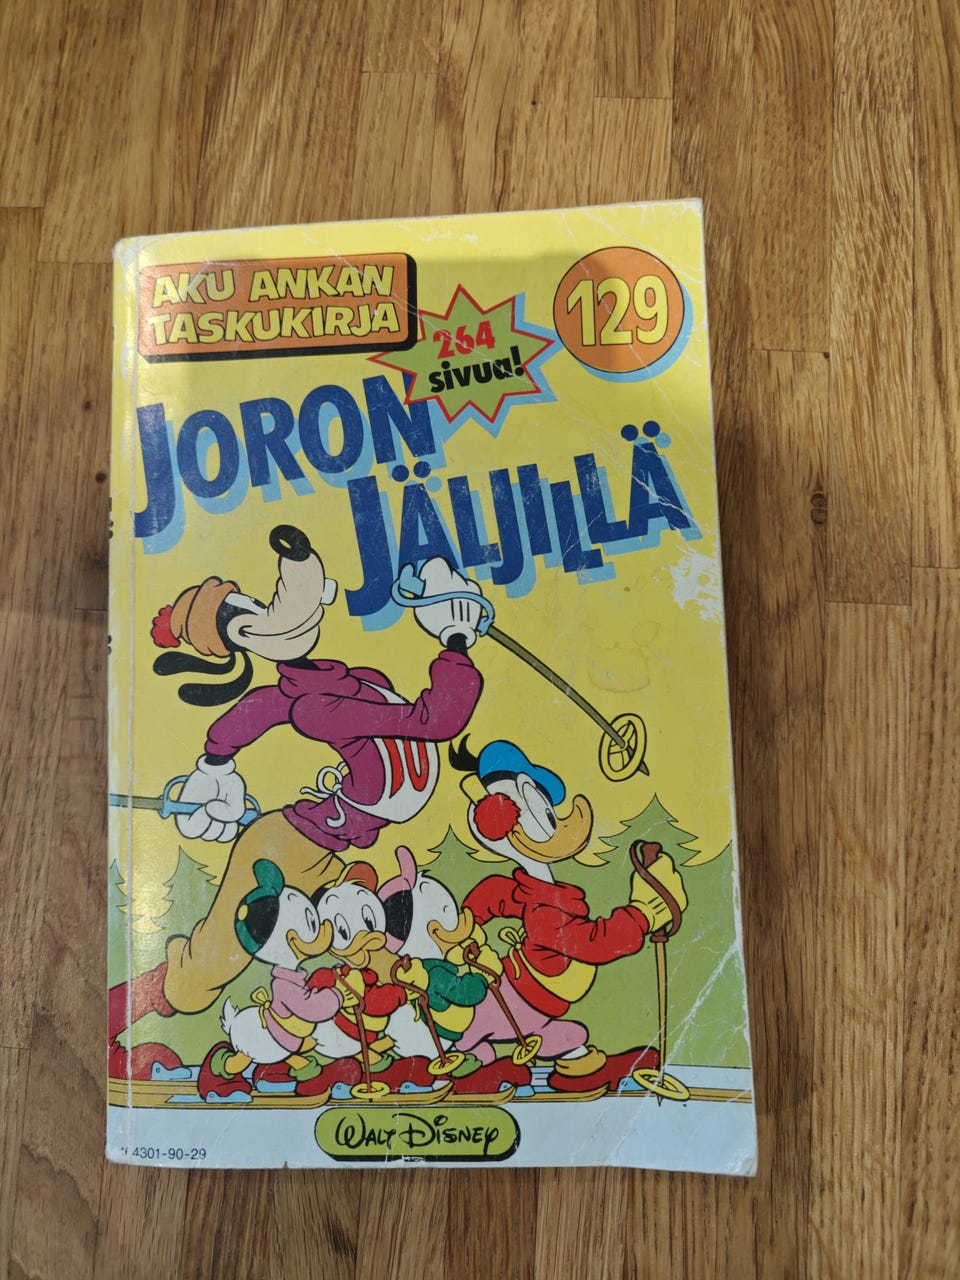 AKU ANKAN
TASKUKIRJA
129
264
sivua!
JORON
JÄLJILLÄ
10
WALT DISNEY
4301-90-29